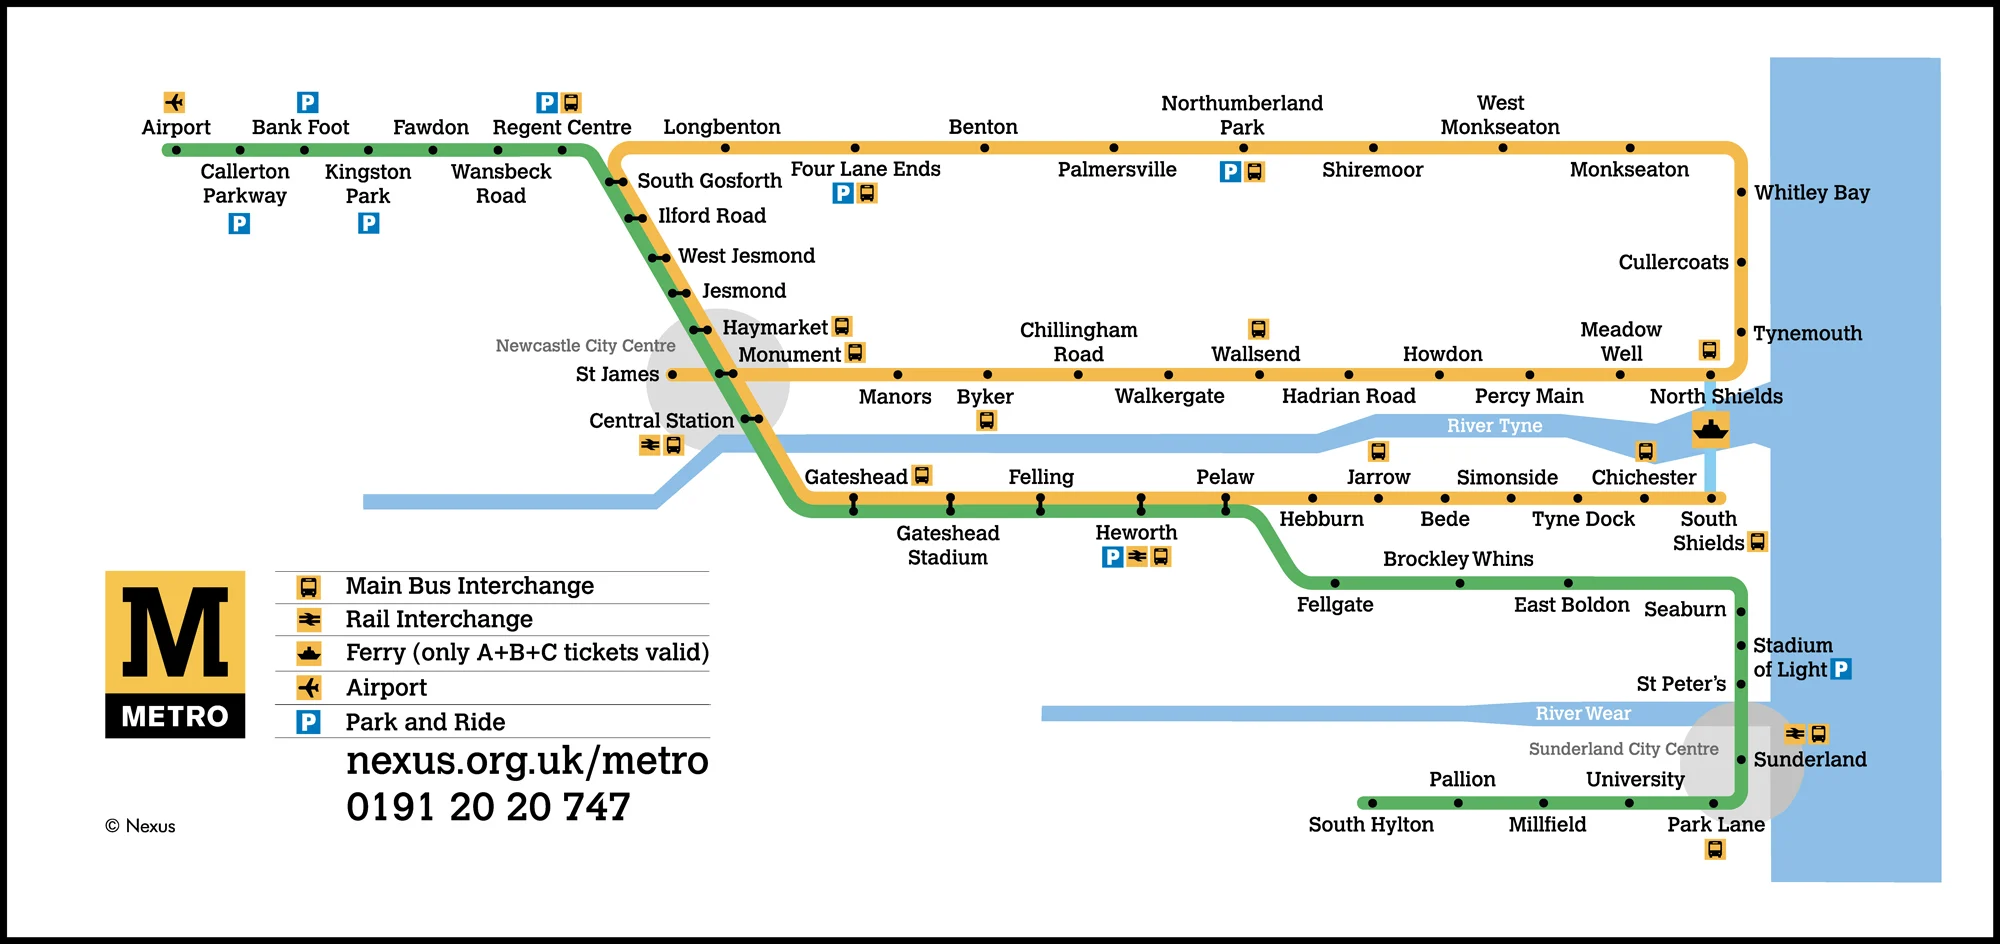 Airport
Callerton
Parkway
P
P
Bank Foot
Kingston
Park
P
Fawdon
Wansbeck
Road
P
Regent Centre
Longbenton
Four Lane Ends
P
Benton
Palmersville
Northumberland
Park
P
Shiremoor
West
Monkseaton
Monkseaton
Whitley Bay
Cullercoats
Tynemouth
South Gosforth
Ilford Road
West Jesmond
Jesmond
Haymarket
Newcastle City Centre
Monument
St James
Central Station
Manors
Byker
Chillingham
Road
Walkergate
Wallsend
Hadrian Road
Howdon
Percy Main
Meadow
Well
North Shields
River Tyne
Gateshead
Gateshead
Stadium
Felling
Heworth
P
Pelaw
Hebburn
Jarrow
Bede
Simonside
Tyne Dock
Chichester
South
Shields
Fellgate
Brockley Whins
East Boldon
Seaburn
Stadium
of Light P
St Peter's
River Wear
Sunderland City Centre
Sunderland
Park Lane
University
Millfield
Pallion
South Hylton
M
METRO
Main Bus Interchange
Rail Interchange
Ferry (only A+B+C tickets valid)
Airport
P Park and Ride
nexus.org.uk/metro
0191 20 20 747
© Nexus